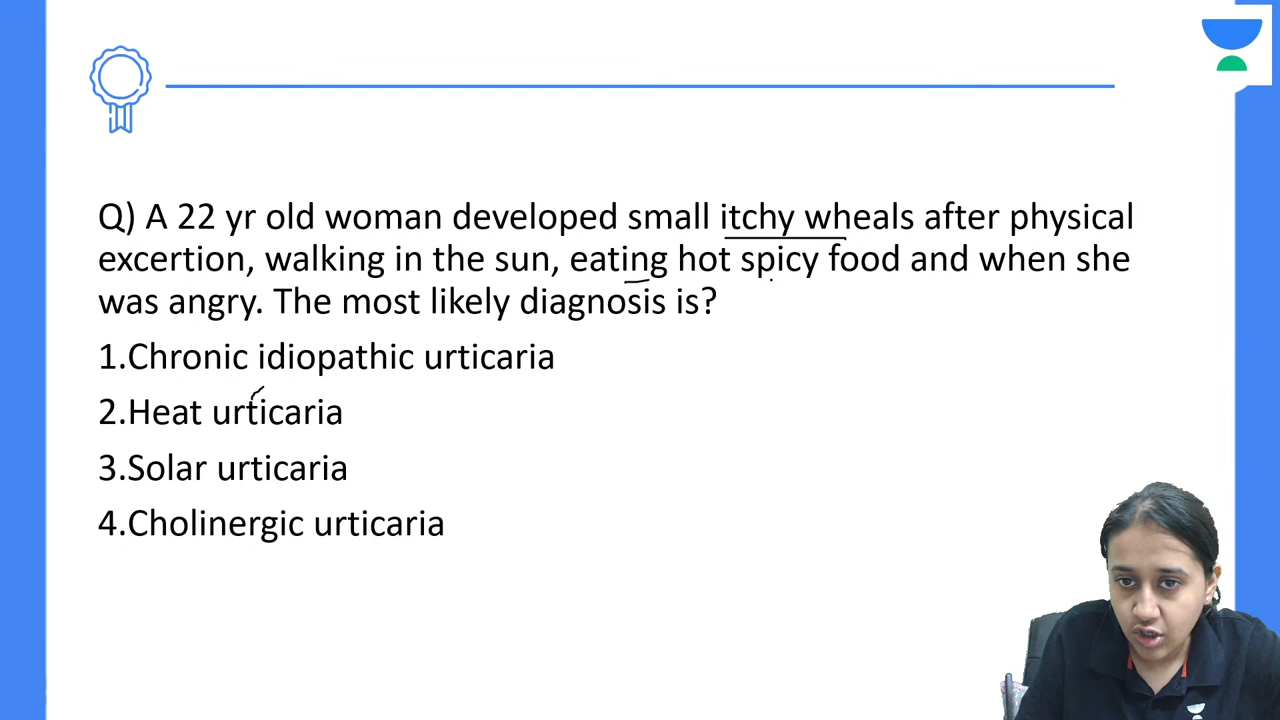 Q) A 22 yr old woman developed small itchy wheals after physical
excertion, walking in the sun, eating hot spicy food and when she
was angry. The most likely diagnosis is?
1.Chronic idiopathic urticaria
2.Heat urticaria
3.Solar urticaria
4.Cholinergic urticaria